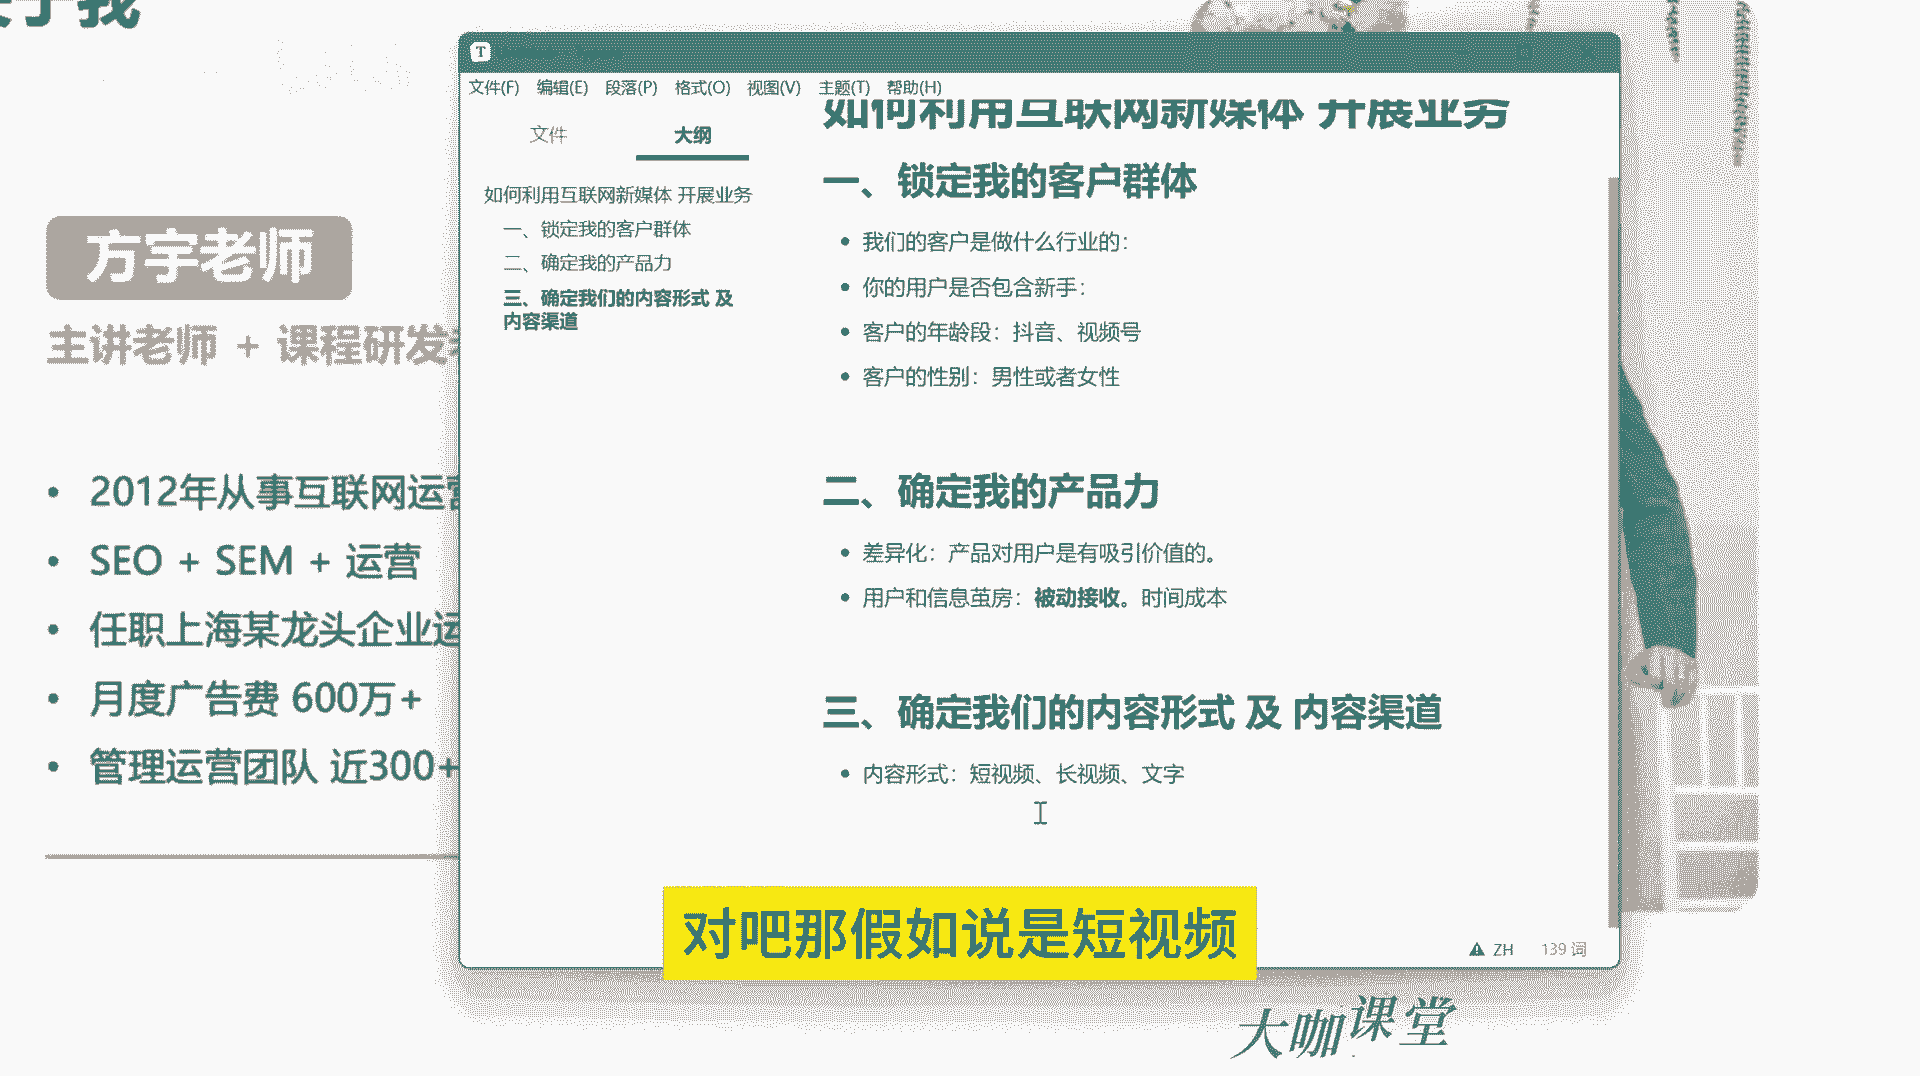 方宇老师
主讲老师 + 课程研发
2012年从事互联网运营
SEO + SEM + 运营
任职上海某龙头企业运
月度广告费 600万+
管理运营团队 近300+
T
文件(F) 编辑(E) 段落(P) 格式(O) 视图(V) 主题(T) 帮助(H)
文件 大纲
如何利用互联网新媒体 开展业务
一、锁定我的客户群体
二、确定我的产品力
三、确定我们的内容形式 及
内容渠道
如何利用互联网新媒体 开展业务
一、锁定我的客户群体
我们的客户是做什么行业的：
你的用户是否包含新手：
客户的年龄段：抖音、视频号
客户的性别：男性或者女性
二、确定我的产品力
差异化：产品对用户是有吸引价值的。
用户和信息茧房：被动接收。时间成本
三、确定我们的内容形式 及 内容渠道
内容形式：短视频、长视频、文字
ZH 139 词
对吧那假如说是短视频
大咖课堂